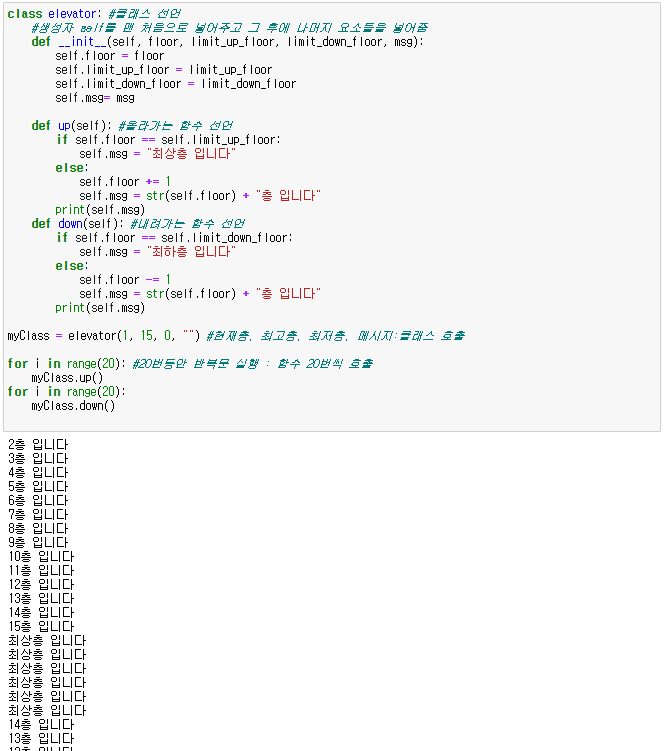 class elevator: #클래스 선언
    #생성자 self를 맨 처음으로 넣어주고 그 후에 나머지 요소들을 넣어줌
    def __init__(self, floor, limit_up_floor, limit_down_floor, msg):
        self.floor = floor
        self.limit_up_floor = limit_up_floor
        self.limit_down_floor = limit_down_floor
        self.msg= msg

    def up(self): #올라가는 함수 선언
        if self.floor == self.limit_up_floor:
            self.msg = "최상층 입니다"
        else:
            self.floor += 1
            self.msg = str(self.floor) + "층 입니다"
        print(self.msg)
    def down(self): #내려가는 함수 선언
        if self.floor == self.limit_down_floor:
            self.msg = "최하층 입니다"
        else:
            self.floor -= 1
            self.msg = str(self.floor) + "층 입니다"
        print(self.msg)

myClass = elevator(1, 15, 0, "") #현재층, 최고층, 최저층, 메시지:클래스 호출

for i in range(20): #20번동안 반복문 실행 : 함수 20번씩 호출
    myClass.up()
for i in range(20):
    myClass.down()

2층 입니다
3층 입니다
4층 입니다
5층 입니다
6층 입니다
7층 입니다
8층 입니다
9층 입니다
10층 입니다
11층 입니다
12층 입니다
13층 입니다
14층 입니다
15층 입니다
최상층 입니다
최상층 입니다
최상층 입니다
최상층 입니다
최상층 입니다
최상층 입니다
14층 입니다
13층 입니다